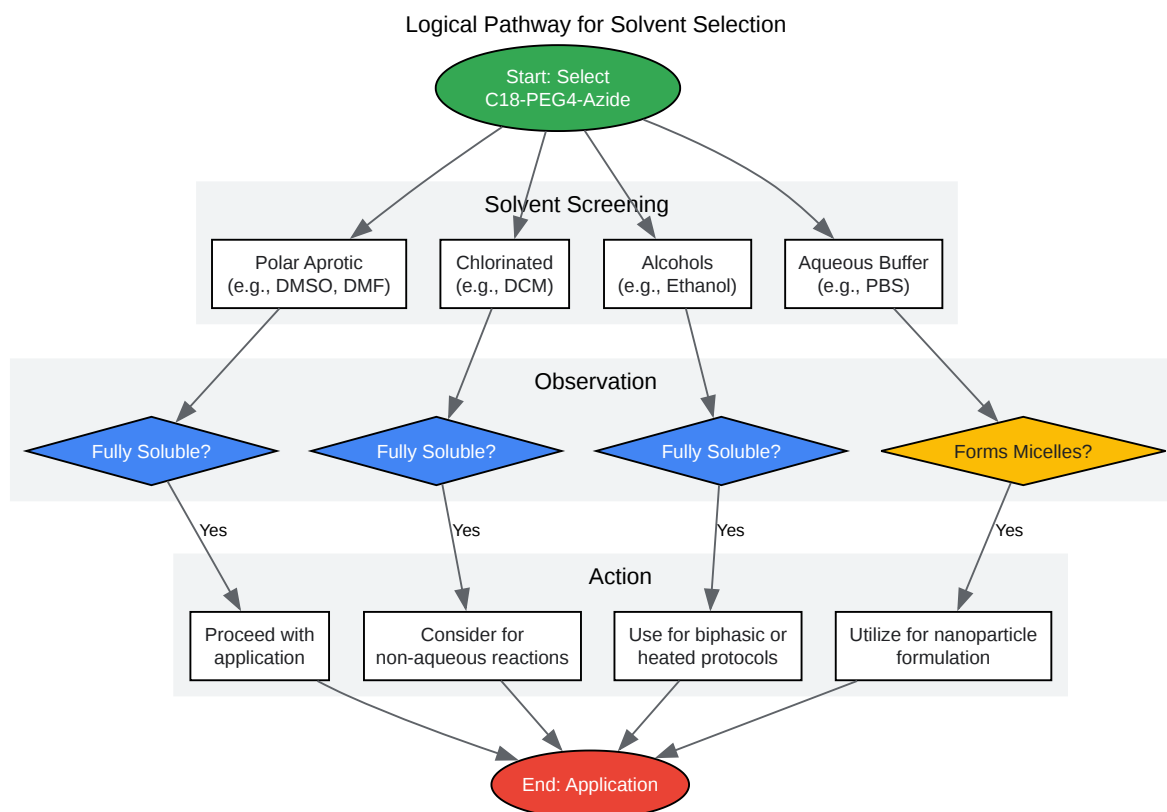 Logical Pathway for Solvent Selection
Start: Select
C18-PEG4-Azide
Solvent Screening
Polar Aprotic
(e.g., DMSO, DMF)
Chlorinated
(e.g., DCM)
Alcohols
(e.g., Ethanol)
Aqueous Buffer
(e.g., PBS)
Observation
Fully Soluble?
Fully Soluble?
Fully Soluble?
Forms Micelles?
Yes
Yes
Yes
Yes
Action
Proceed with
application
Consider for
non-aqueous reactions
Use for biphasic or
heated protocols
Utilize for nanoparticle
formulation
End: Application